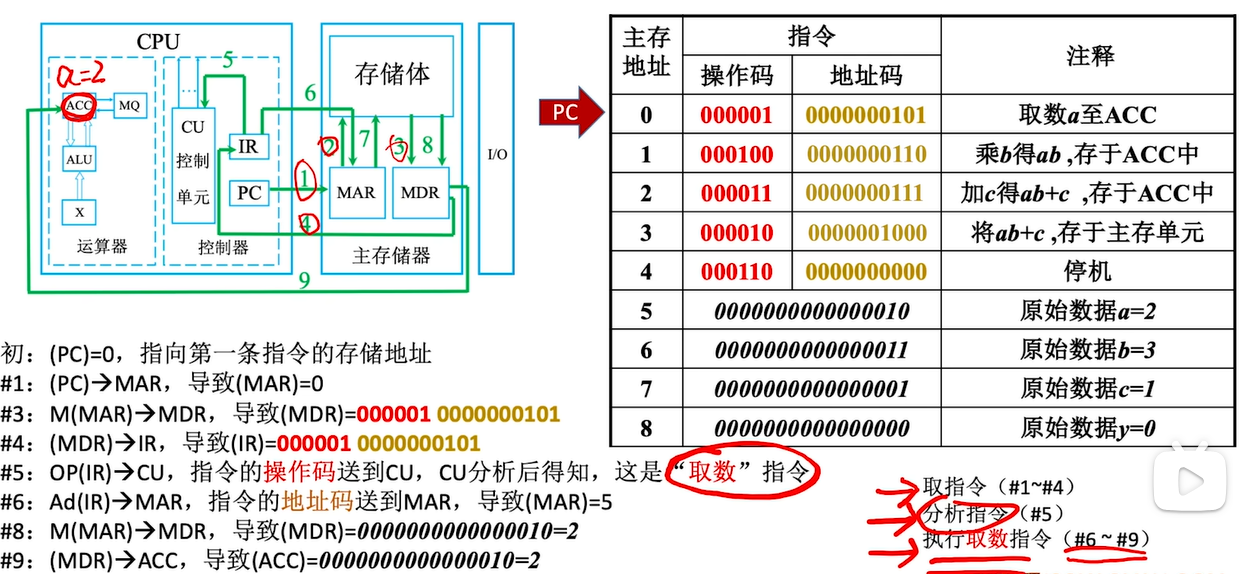 CPU
5
a=2
ACC
MQ
CU
控制
单元
ALU
IR
PC
X
运算器
控制器
6
存储体
2
7
3
8
1
MAR
MDR
4
主存储器
I/O
9
PC
主存地址 指令 注释
操作码 地址码
0 000001 0000000101 取数a至ACC
1 000100 0000000110 乘b得ab ,存于ACC中
2 000011 0000000111 加c得ab+c ,存于ACC中
3 000010 0000001000 将ab+c ,存于主存单元
4 000110 0000000000 停机
5 0000000000000010 原始数据a=2
6 0000000000000011 原始数据b=3
7 0000000000000001 原始数据c=1
8 0000000000000000 原始数据y=0
初：(PC)=0，指向第一条指令的存储地址
#1：(PC)→MAR，导致(MAR)=0
#3：M(MAR)→MDR，导致(MDR)=000001 0000000101
#4：(MDR)→IR，导致(IR)=000001 0000000101
#5：OP(IR)→CU，指令的操作码送到CU，CU分析后得知，这是“取数”指令
#6：Ad(IR)→MAR，指令的地址码送到MAR，导致(MAR)=5
#8：M(MAR)→MDR，导致(MDR)=0000000000000010=2
#9：(MDR)→ACC，导致(ACC)=0000000000000010=2
取指令（#1~#4）
分析指令（#5）
执行取数指令（#6 ~ #9）